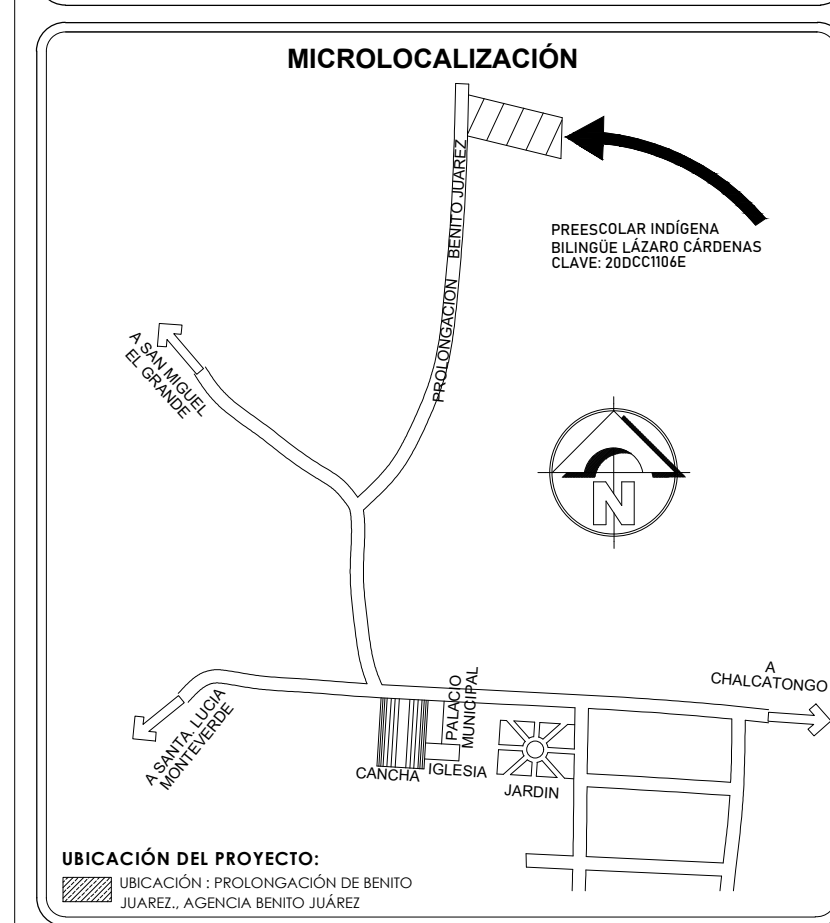 MICROLOCALIZACIÓN
PROLONGACION BENITO JUAREZ
PREESCOLAR INDÍGENA
BILINGÜE LÁZARO CÁRDENAS
CLAVE: 20DCC1106E
A SAN MIGUEL
EL GRANDE
N
A
CHALCATONGO
A SANTA. LUCIA
MONTEVERDE
PALACIO
MUNICIPAL
CANCHA
IGLESIA
JARDIN
UBICACIÓN DEL PROYECTO:
UBICACIÓN : PROLONGACIÓN DE BENITO
JUAREZ., AGENCIA BENITO JUÁREZ